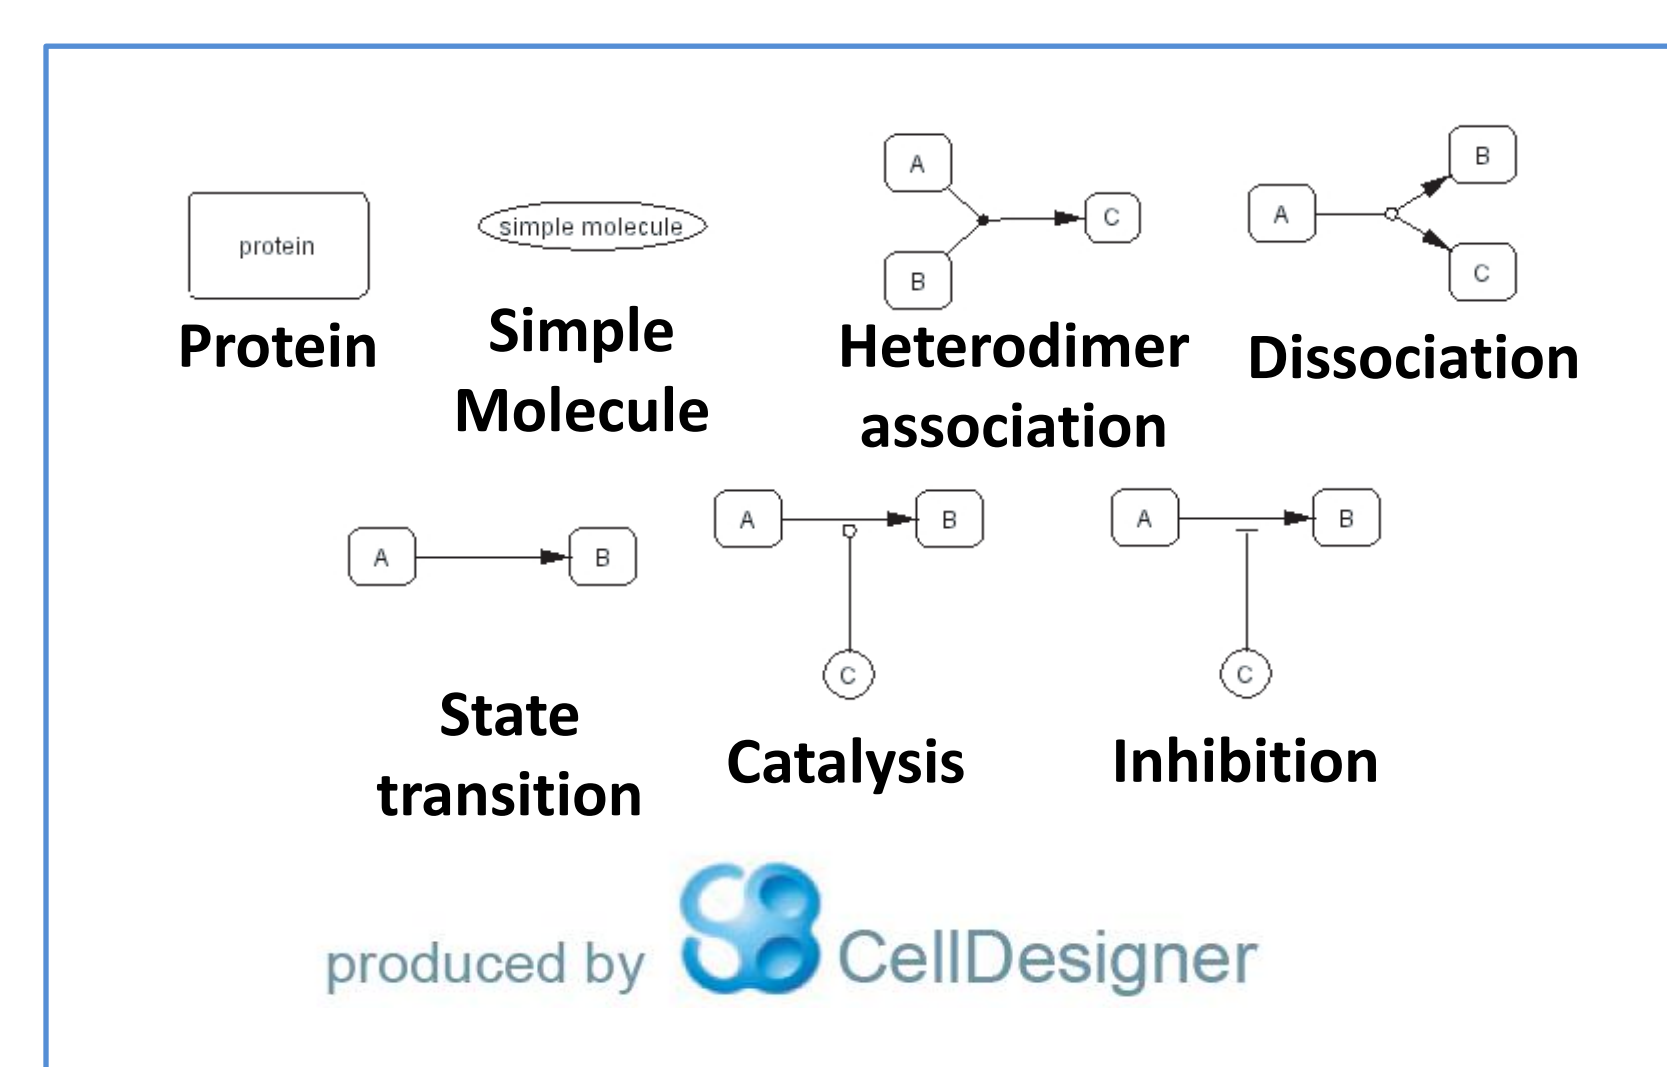 protein
Protein
simple molecule
Simple
Molecule
A
B
C
Heterodimer
association
A
B
C
Dissociation
A
B
State
transition
A
B
C
Catalysis
A
B
C
Inhibition
produced by CellDesigner